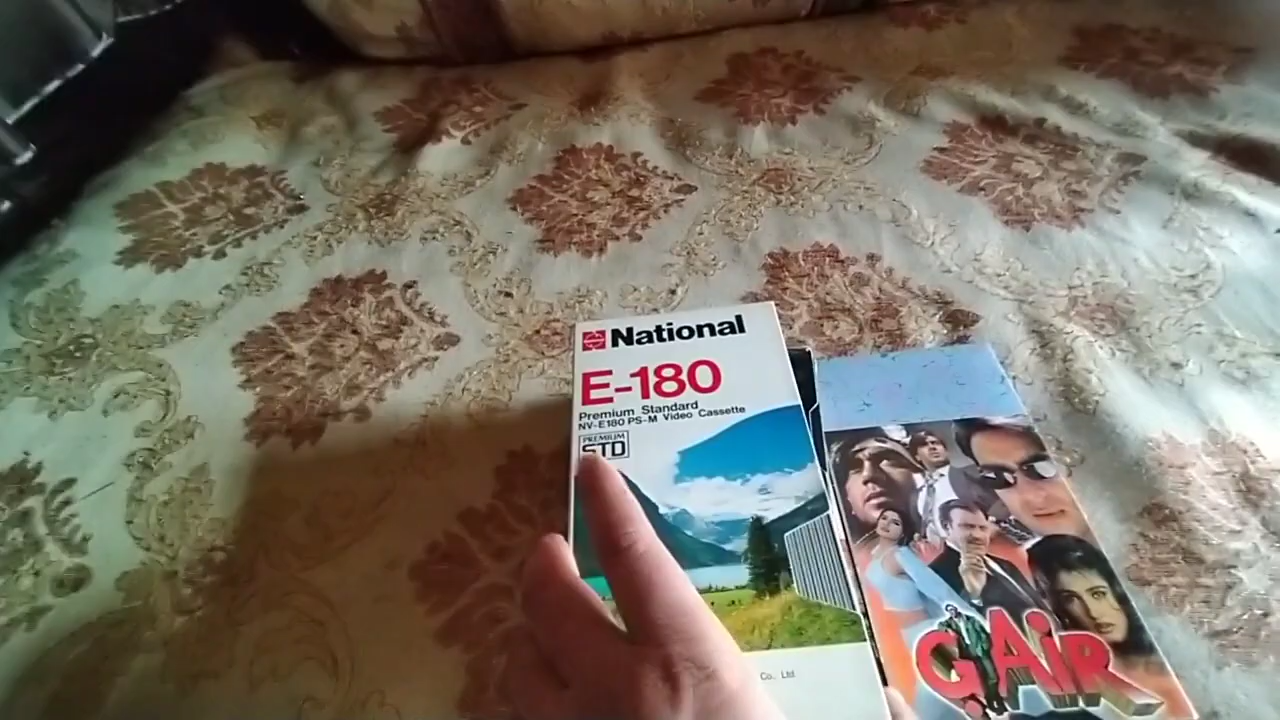 National
E-180
Premium Standard
NV-E180 PS-M Video Cassette
PREMIUM
STD
Co., Ltd.
GAIR